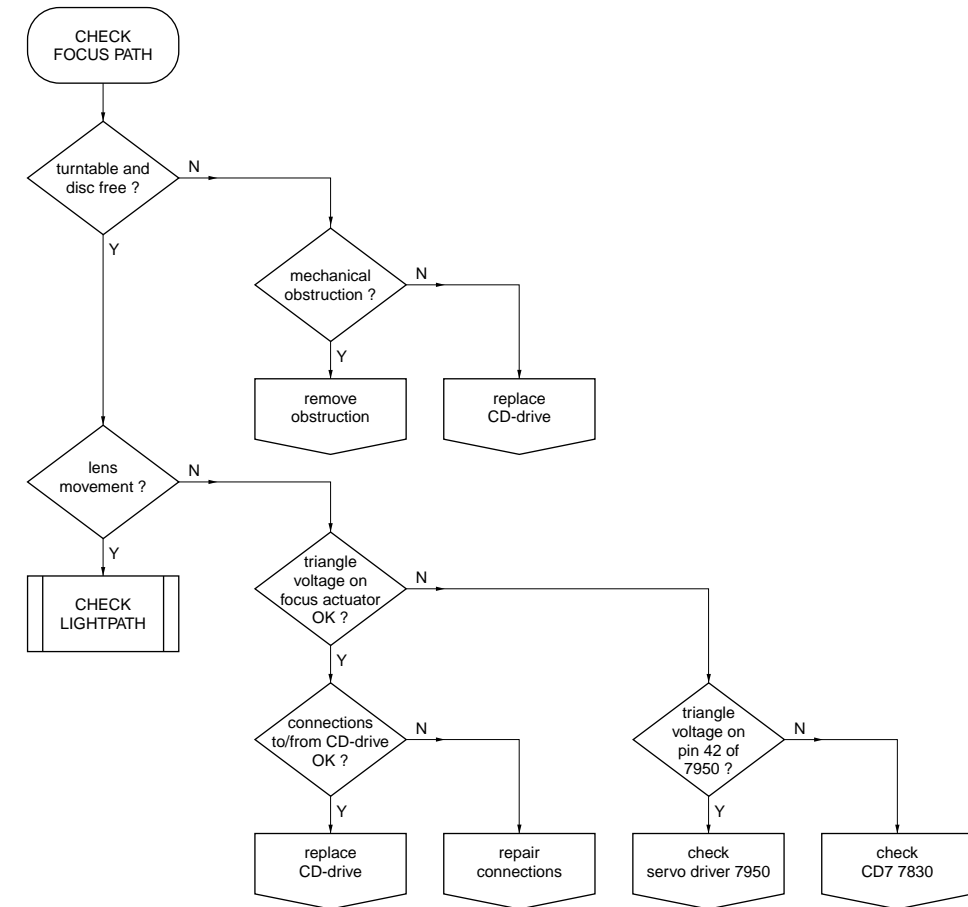 CHECK
FOCUS PATH
turntable and
disc free ?
N
Y
mechanical
obstruction ?
N
Y
remove
obstruction
replace
CD-drive
lens
movement ?
N
Y
CHECK
LIGHTPATH
triangle
voltage on
focus actuator
OK ?
N
Y
connections
to/from CD-drive
OK ?
N
Y
triangle
voltage on
pin 42 of
7950 ?
N
Y
replace
CD-drive
repair
connections
check
servo driver 7950
check
CD7 7830